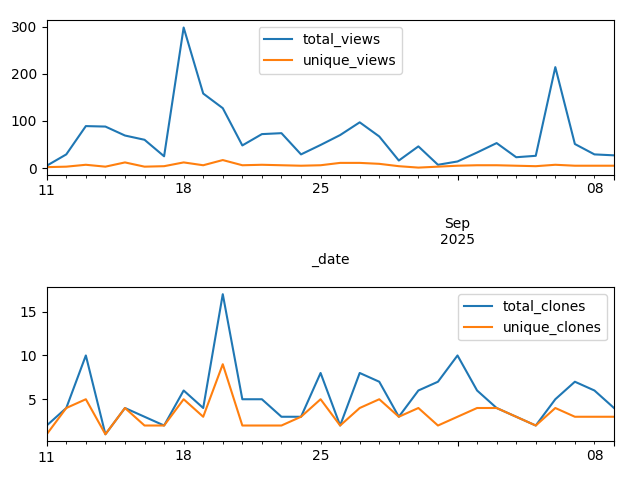 300
200
100
0
total_views
unique_views
11
18
25
Sep
2025
08
_date
15
10
5
total_clones
unique_clones
11
18
25
08